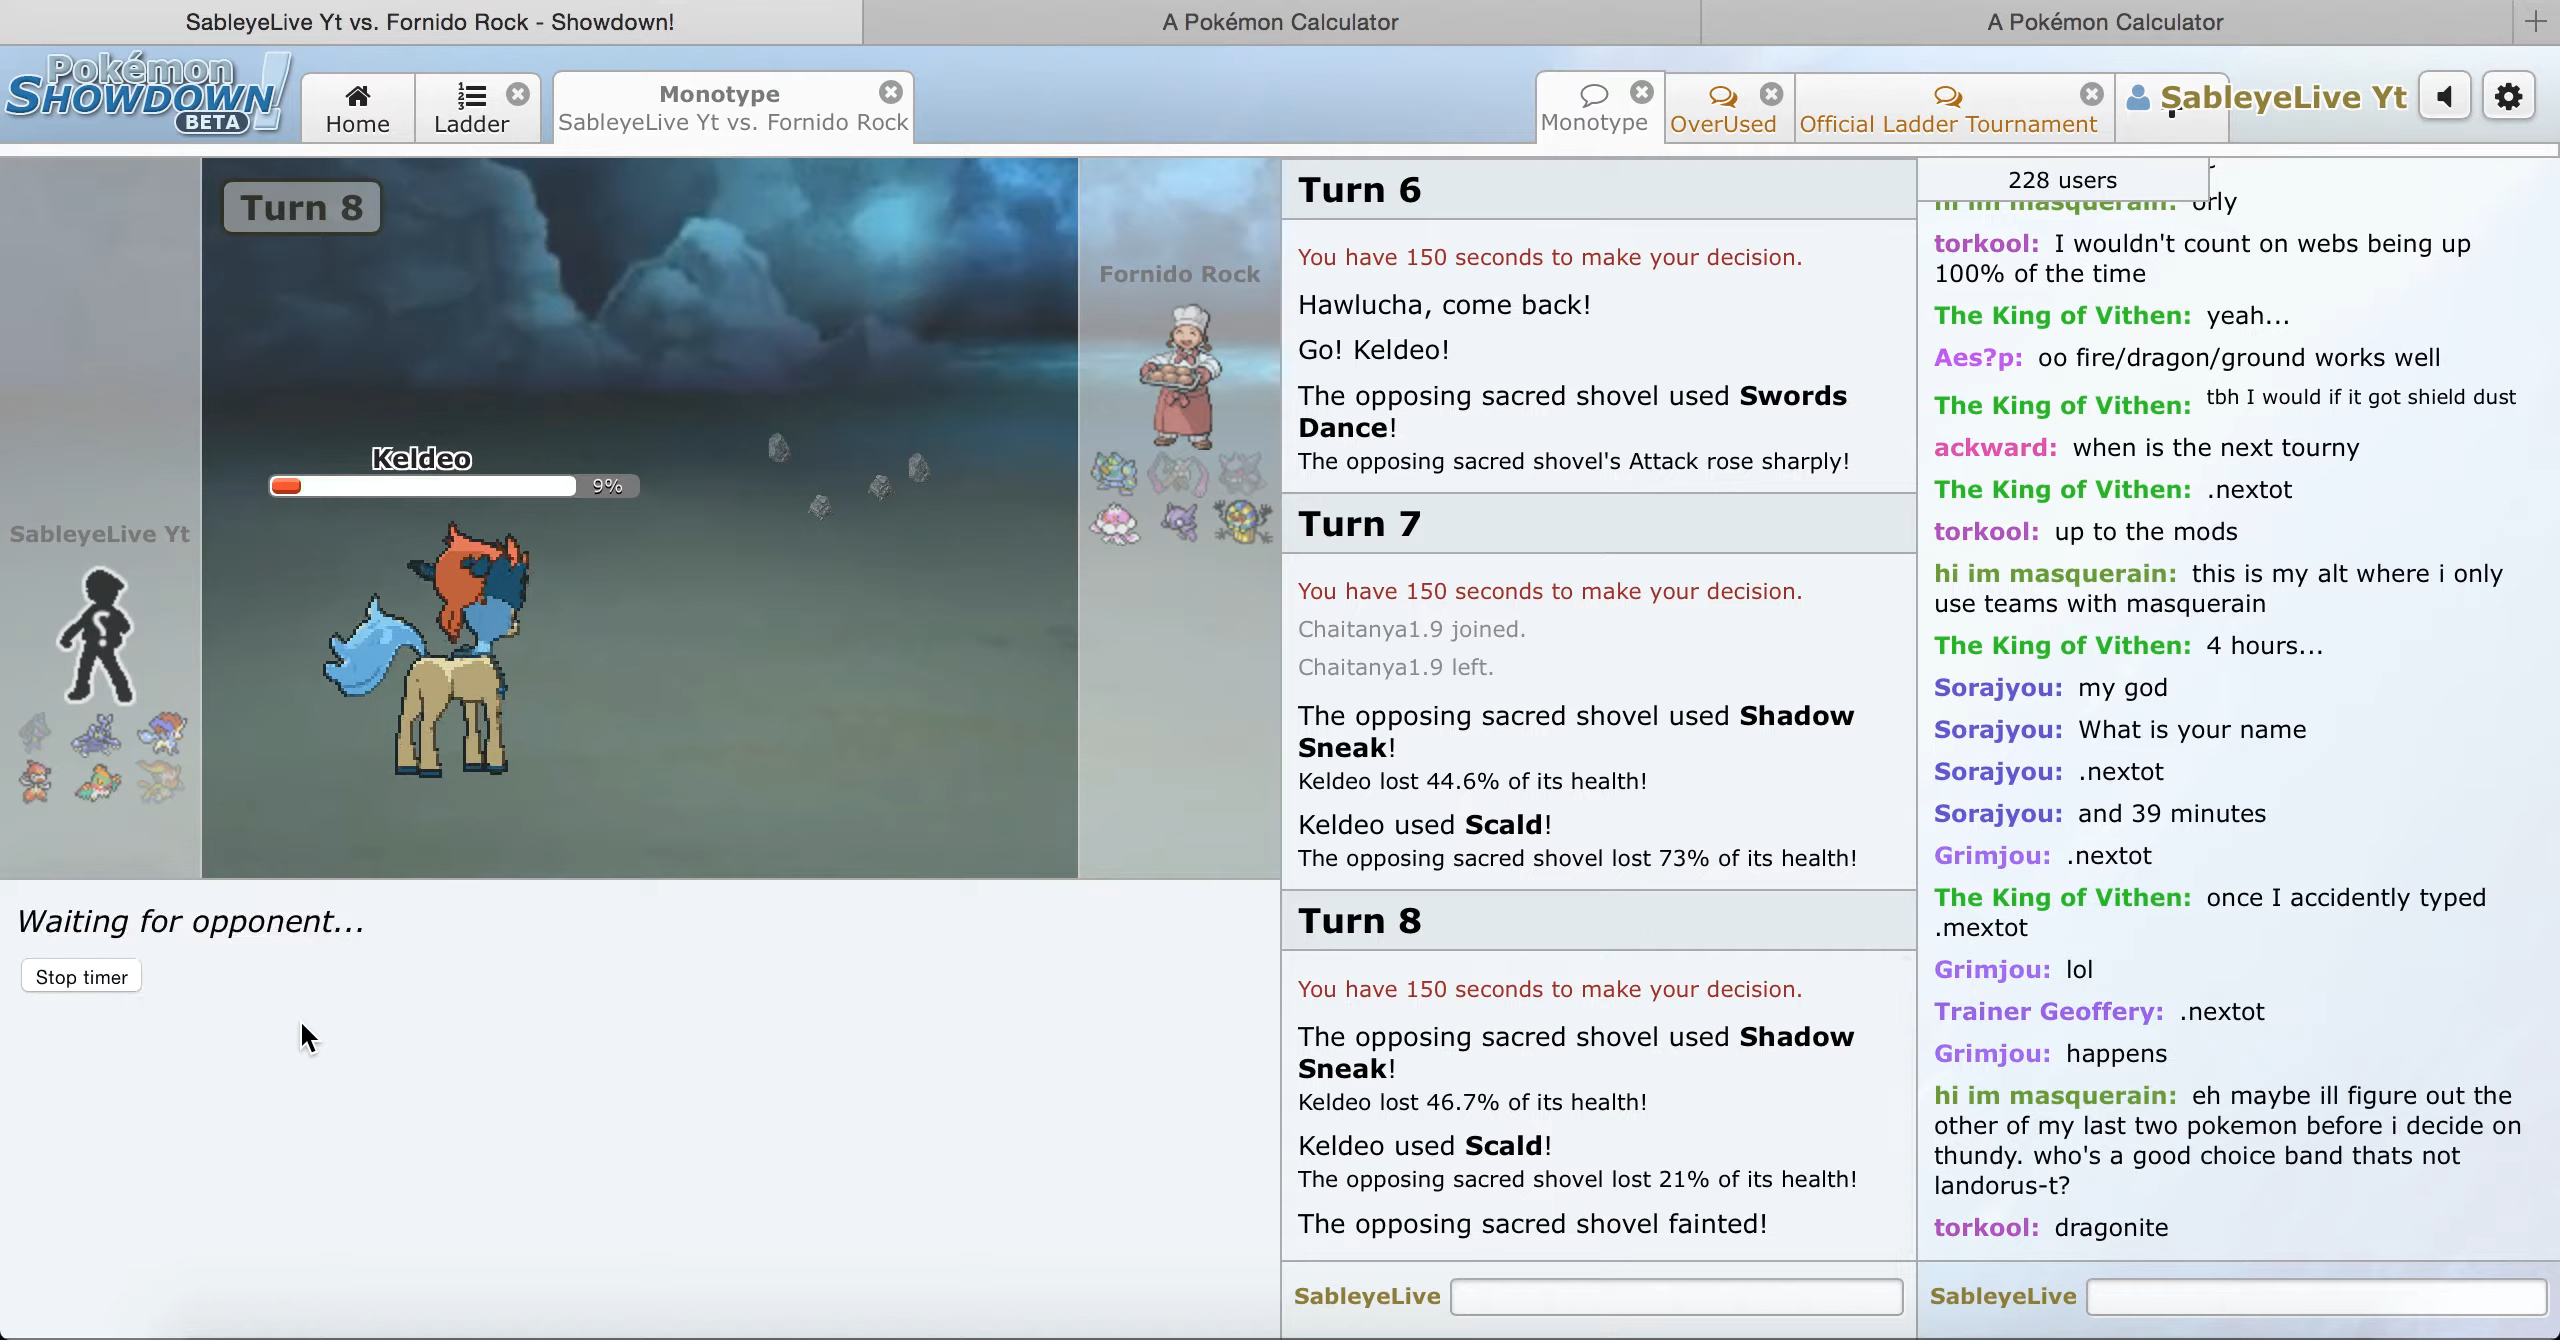 SableyeLive Yt vs. Fornido Rock - Showdown!
A Pokémon Calculator
A Pokémon Calculator
Pokémon
SHOWDOWN!
BETA
Home
Ladder
Monotype
SableyeLive Yt vs. Fornido Rock
Monotype
OverUsed
Official Ladder Tournament
SableyeLive Yt
Turn 8
Keldeo
9%
SableyeLive Yt
Fornido Rock
Waiting for opponent...
Stop timer
Turn 6
You have 150 seconds to make your decision.
Hawlucha, come back!
Go! Keldeo!
The opposing sacred shovel used Swords
Dance!
The opposing sacred shovel's Attack rose sharply!
Turn 7
You have 150 seconds to make your decision.
Chaitanya1.9 joined.
Chaitanya1.9 left.
The opposing sacred shovel used Shadow
Sneak!
Keldeo lost 44.6% of its health!
Keldeo used Scald!
The opposing sacred shovel lost 73% of its health!
Turn 8
You have 150 seconds to make your decision.
The opposing sacred shovel used Shadow
Sneak!
Keldeo lost 46.7% of its health!
Keldeo used Scald!
The opposing sacred shovel lost 21% of its health!
The opposing sacred shovel fainted!
SableyeLive
228 users
hi im masquerain: orly
torkool: I wouldn't count on webs being up
100% of the time
The King of Vithen: yeah...
Aes?p: oo fire/dragon/ground works well
The King of Vithen: tbh I would if it got shield dust
ackward: when is the next tourny
The King of Vithen: .nextot
torkool: up to the mods
hi im masquerain: this is my alt where i only
use teams with masquerain
The King of Vithen: 4 hours...
Sorajyou: my god
Sorajyou: What is your name
Sorajyou: .nextot
Sorajyou: and 39 minutes
Grimjou: .nextot
The King of Vithen: once I accidently typed
.mextot
Grimjou: lol
Trainer Geoffery: .nextot
Grimjou: happens
hi im masquerain: eh maybe ill figure out the
other of my last two pokemon before i decide on
thundy. who's a good choice band thats not
landorus-t?
torkool: dragonite
SableyeLive